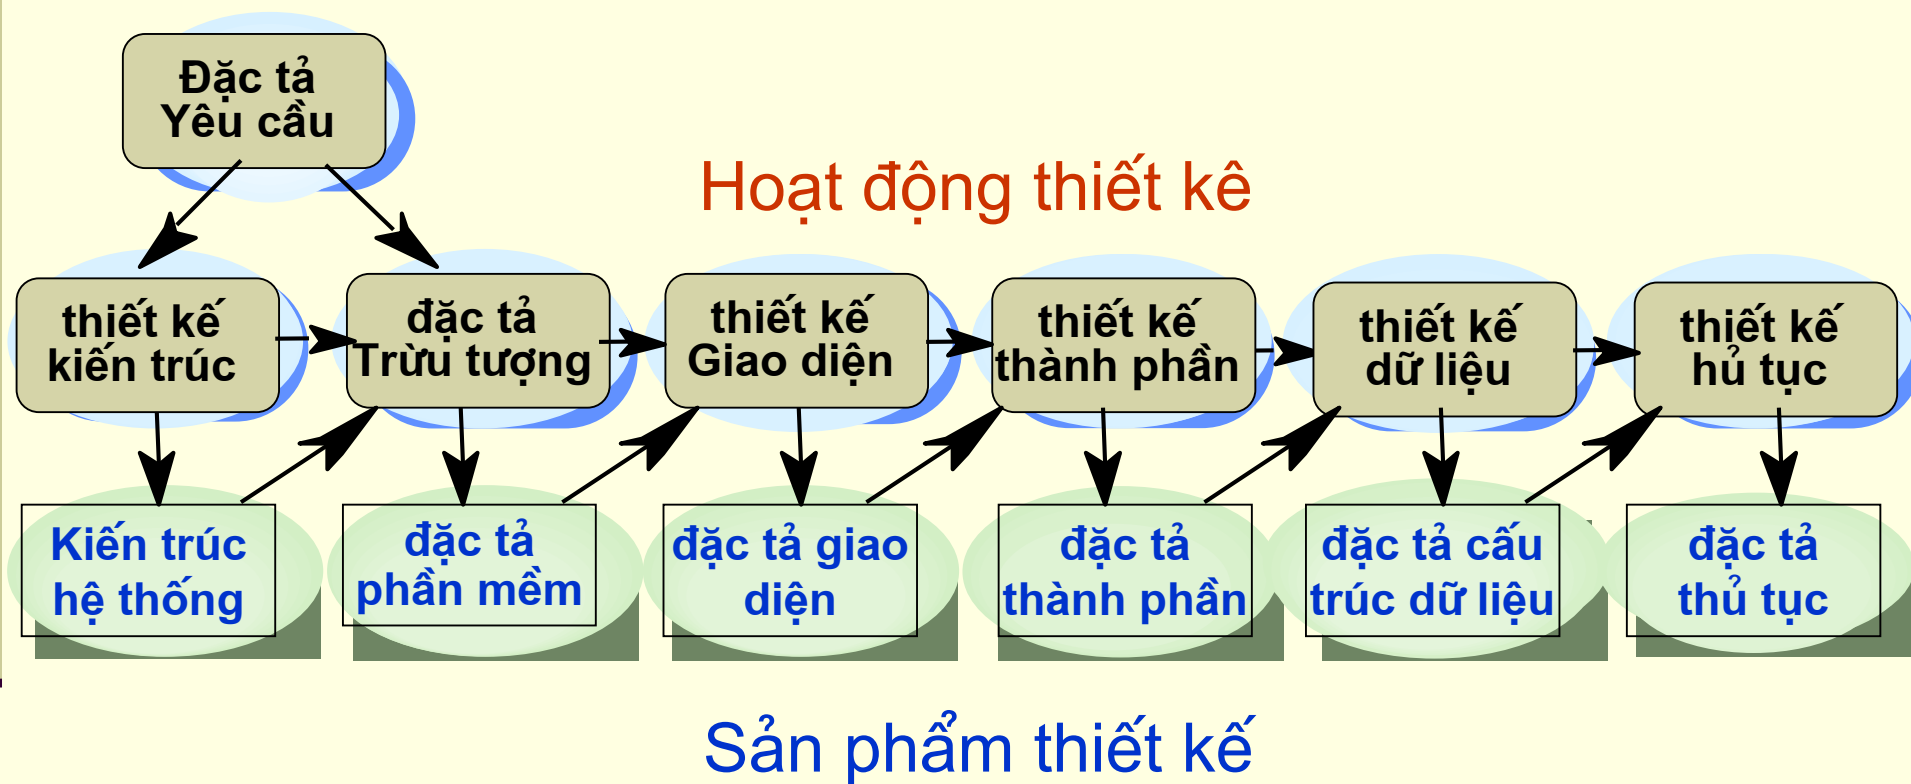 Đặc tả
Yêu cầu
Hoạt động thiết kê
thiết kế
kiến trúc
đặc tả
Trừu tượng
thiết kế
Giao diện
thiết kế
thành phần
thiết kế
dữ liệu
thiết kế
hủ tục
Kiến trúc
hệ thống
đặc tả
phần mềm
đặc tả giao
diện
đặc tả
thành phần
đặc tả cấu
trúc dữ liệu
đặc tả
thủ tục
Sản phẩm thiết kế